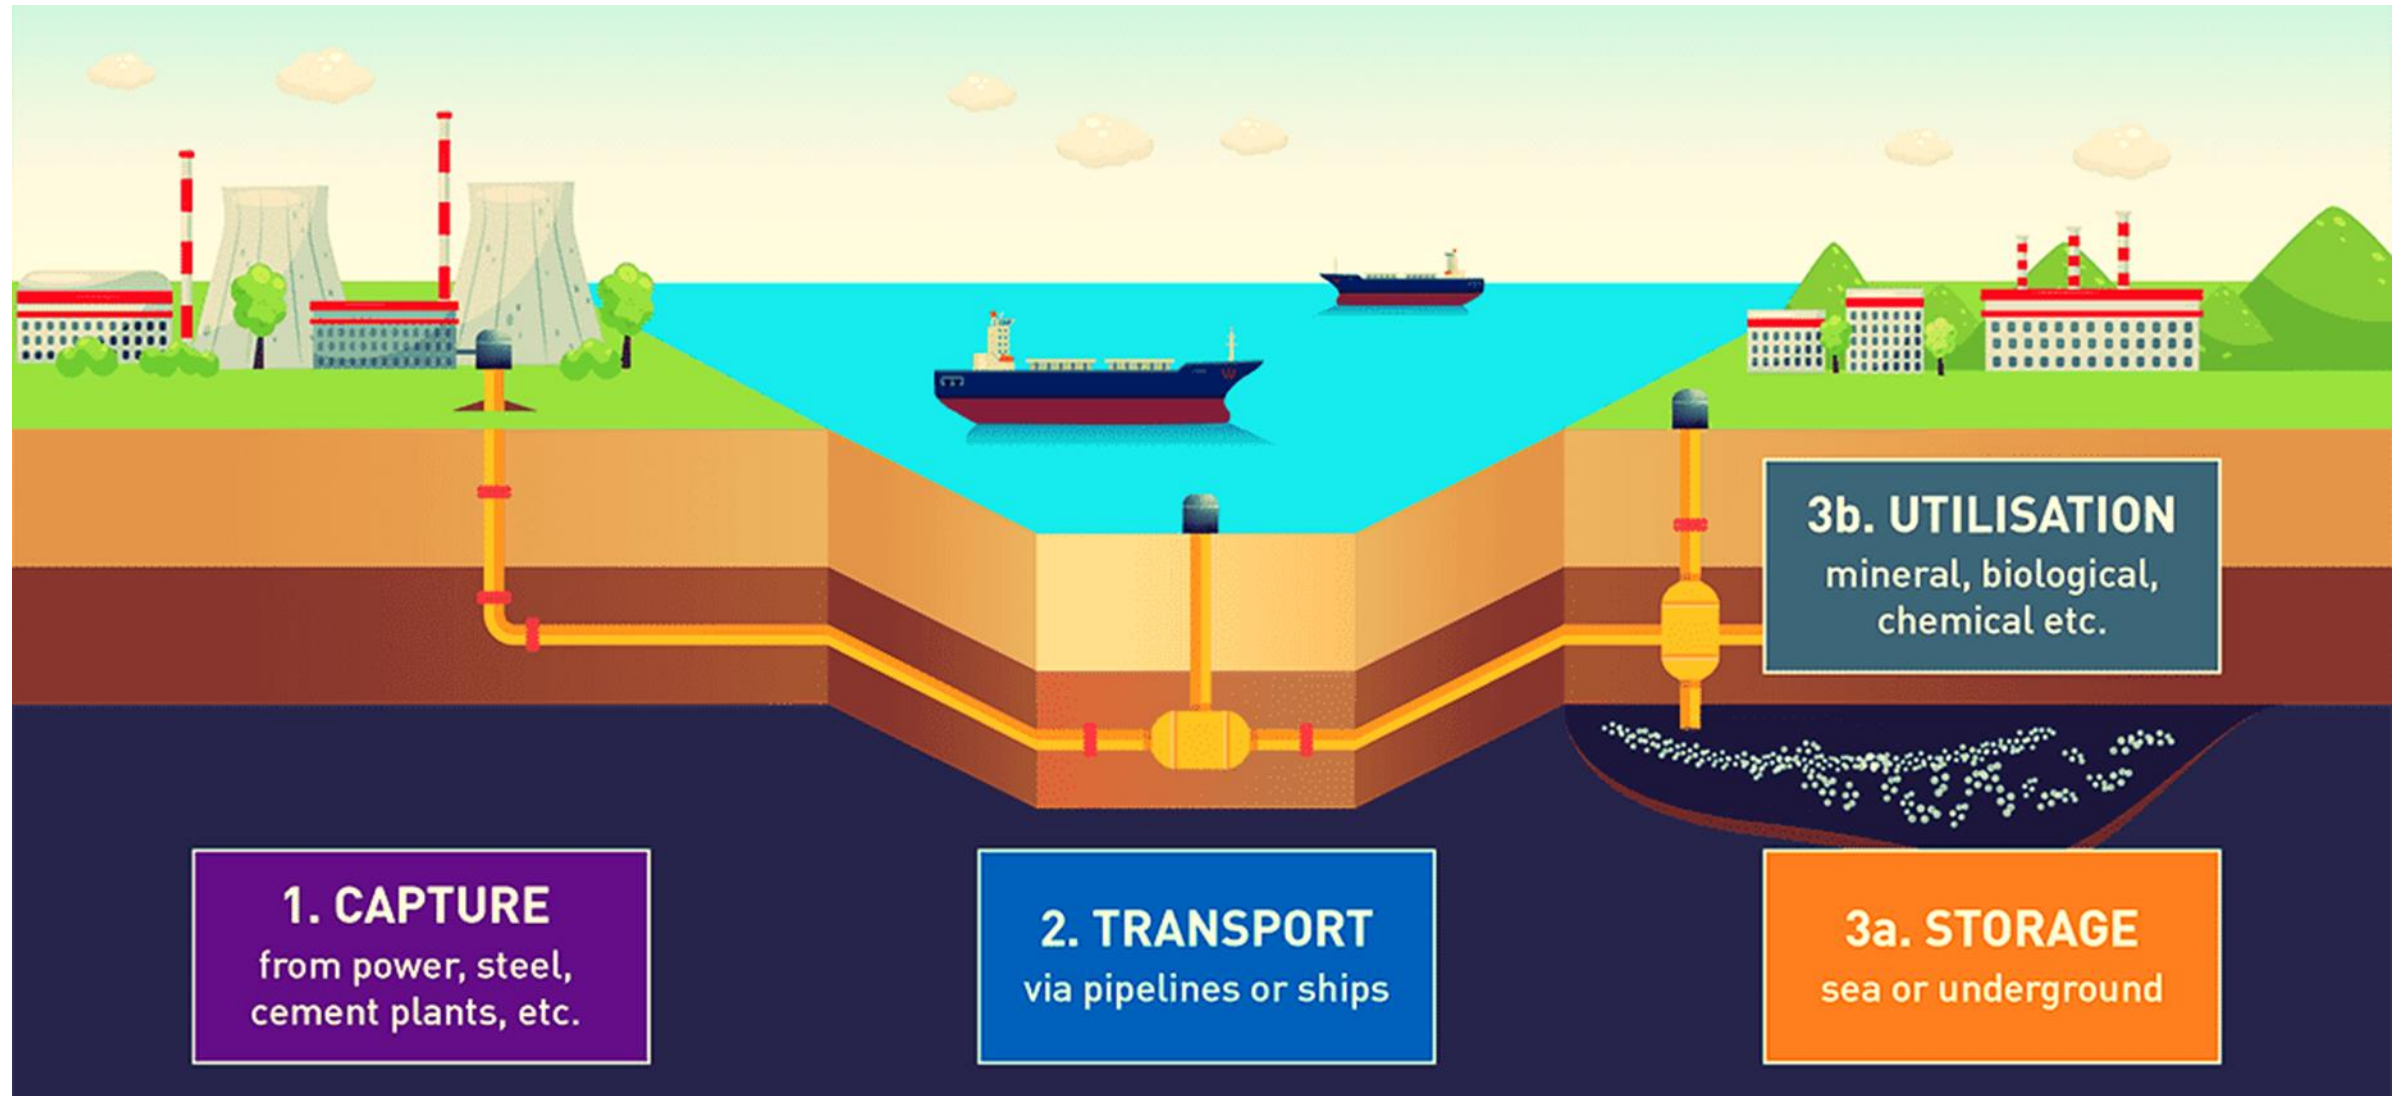 3b. UTILISATION
mineral, biological,
chemical etc.
1. CAPTURE
from power, steel,
cement plants, etc.
2. TRANSPORT
via pipelines or ships
3a. STORAGE
sea or underground